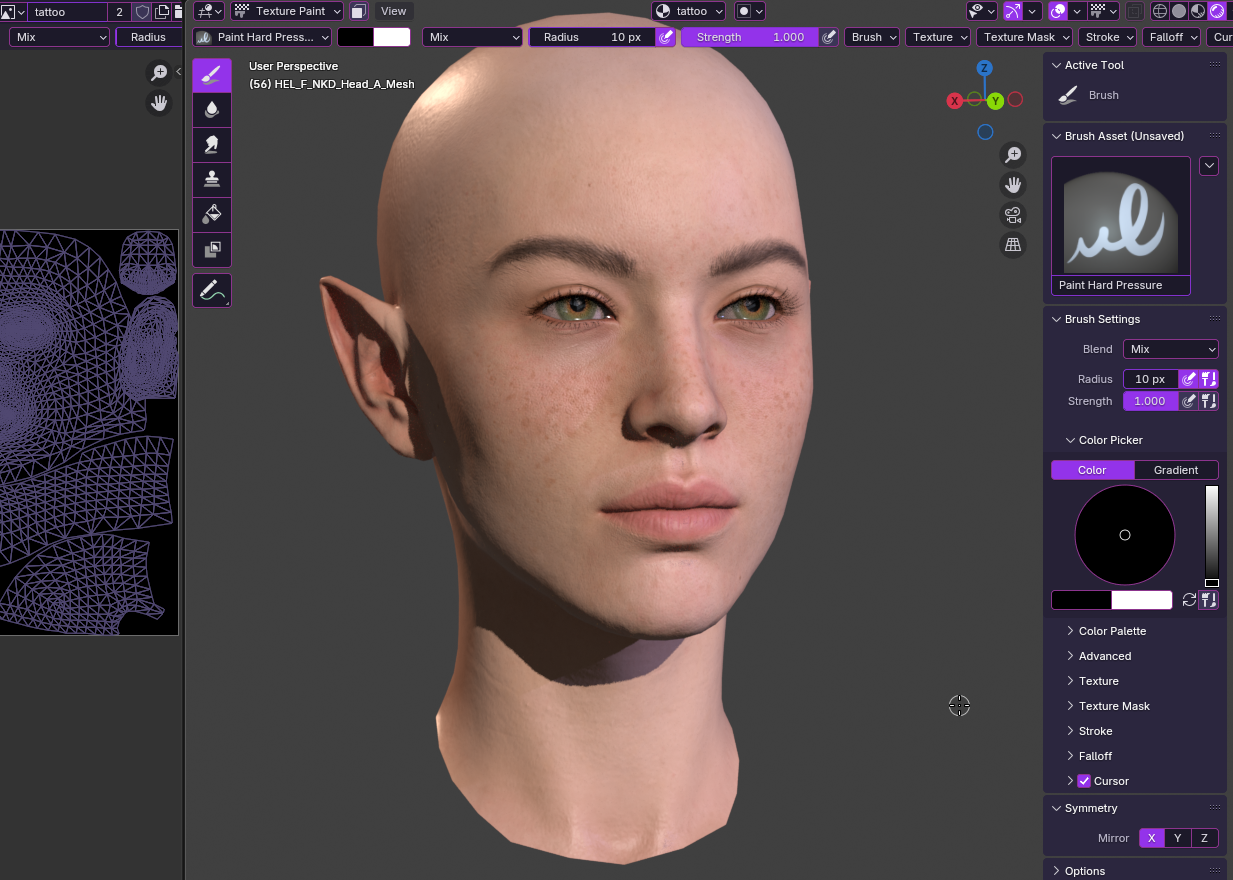 tattoo 2
Texture Paint View tattoo
Mix Radius
Paint Hard Press... Mix Radius 10 px Strength 1.000 Brush Texture Texture Mask Stroke Falloff Cur
User Perspective
(56) HEL_F_NKD_Head_A_Mesh
Z
X
Y
Active Tool
Brush
Brush Asset (Unsaved)
Paint Hard Pressure
Brush Settings
Blend Mix
Radius 10 px
Strength 1.000
Color Picker
Color Gradient
Color Palette
Advanced
Texture
Texture Mask
Stroke
Falloff
Cursor
Symmetry
Mirror X Y Z
Options